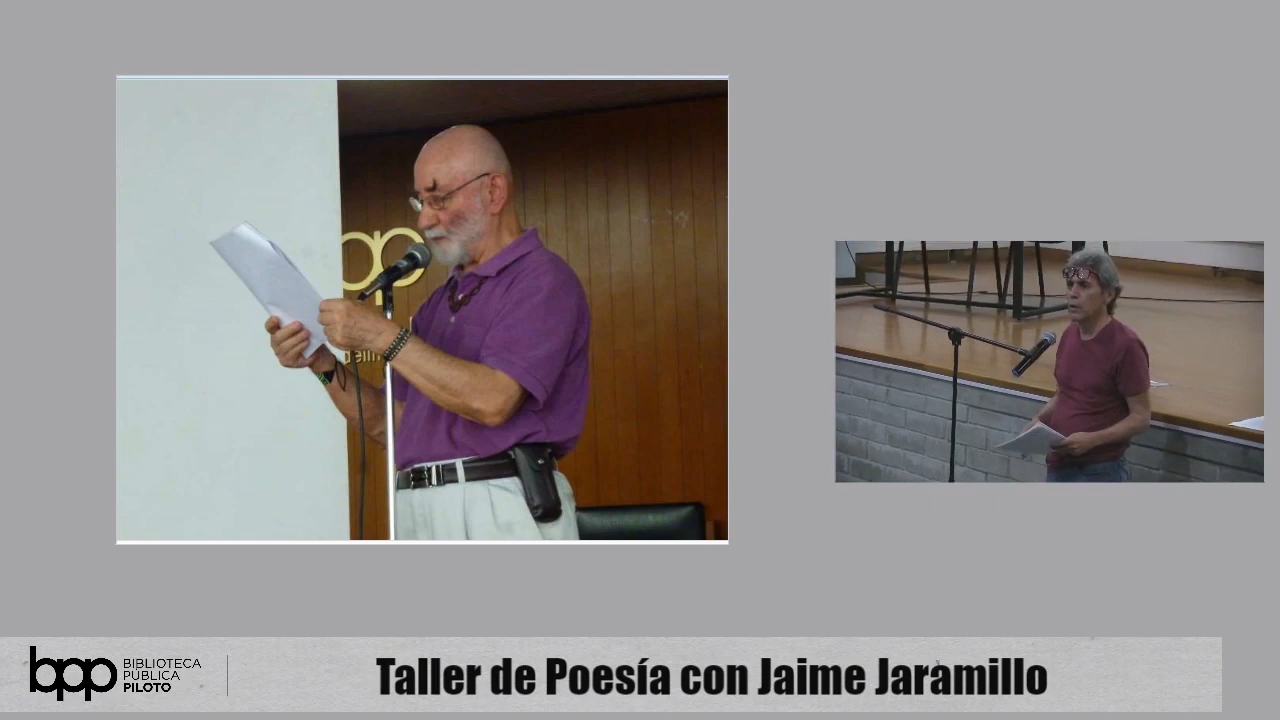 bpp
BIBLIOTECA
PÚBLICA
PILOTO
Taller de Poesía con Jaime Jaramillo